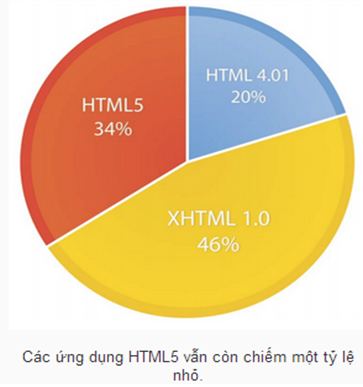 HTML 4.01
20%
HTML5
34%
XHTML 1.0
46%
Các ứng dụng HTML5 vẫn còn chiếm một tỷ lệ
nhỏ.